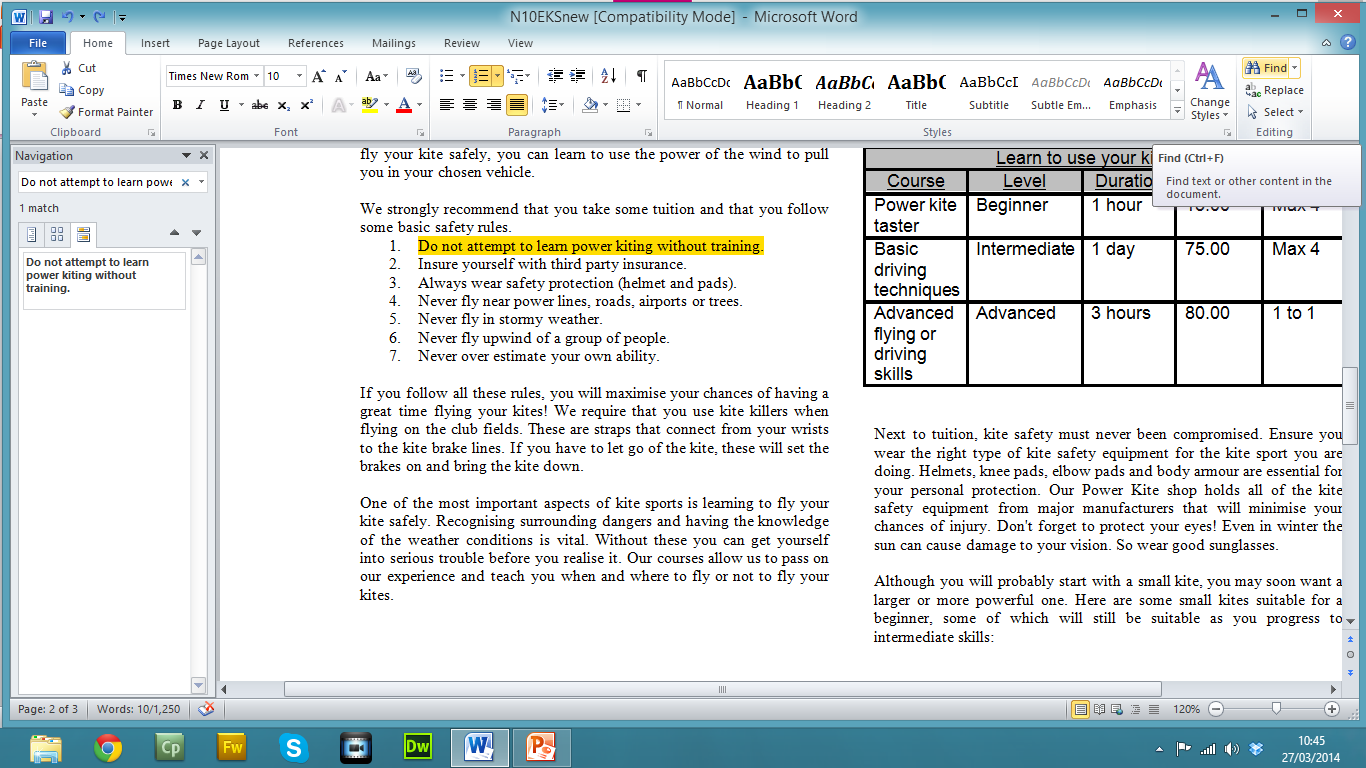 N10EKSnew [Compatibility Mode] - Microsoft Word
File Home Insert Page Layout References Mailings Review View
Paste
Cut
Copy
Format Painter
Clipboard
Times New Rom 10
Font
Paragraph
AaBbCcDc AaBbC AaBbCc AaBbC AaBbCcI AaBbCcDc AaBbCcDc
¶ Normal Heading 1 Heading 2 Title Subtitle Subtle Em... Emphasis
Styles
Change Styles
Find
Replace
Select
Editing
Find (Ctrl+F)
Find text or other content in the
document.
Navigation
Do not attempt to learn powe
1 match
Do not attempt to learn
power kiting without
training.
fly your kite safely, you can learn to use the power of the wind to pull
you in your chosen vehicle.
We strongly recommend that you take some tuition and that you follow
some basic safety rules.
1. Do not attempt to learn power kiting without training.
2. Insure yourself with third party insurance.
3. Always wear safety protection (helmet and pads).
4. Never fly near power lines, roads, airports or trees.
5. Never fly in stormy weather.
6. Never fly upwind of a group of people.
7. Never over estimate your own ability.
If you follow all these rules, you will maximise your chances of having a
great time flying your kites! We require that you use kite killers when
flying on the club fields. These are straps that connect from your wrists
to the kite brake lines. If you have to let go of the kite, these will set the
brakes on and bring the kite down.
One of the most important aspects of kite sports is learning to fly your
kite safely. Recognising surrounding dangers and having the knowledge
of the weather conditions is vital. Without these you can get yourself
into serious trouble before you realise it. Our courses allow us to pass on
our experience and teach you when and where to fly or not to fly your
kites.
Learn to use your ki
Course Level Duratio
Power kite taster Beginner 1 hour Max 4
Basic driving techniques Intermediate 1 day 75.00 Max 4
Advanced flying or driving skills Advanced 3 hours 80.00 1 to 1
Next to tuition, kite safety must never been compromised. Ensure you
wear the right type of kite safety equipment for the kite sport you are
doing. Helmets, knee pads, elbow pads and body armour are essential for
your personal protection. Our Power Kite shop holds all of the kite
safety equipment from major manufacturers that will minimise your
chances of injury. Don't forget to protect your eyes! Even in winter the
sun can cause damage to your vision. So wear good sunglasses.
Although you will probably start with a small kite, you may soon want a
larger or more powerful one. Here are some small kites suitable for a
beginner, some of which will still be suitable as you progress to
intermediate skills:
Page: 2 of 3 Words: 10/1,250 120%
Cp Fw S Dw W P
10:45
27/03/2014